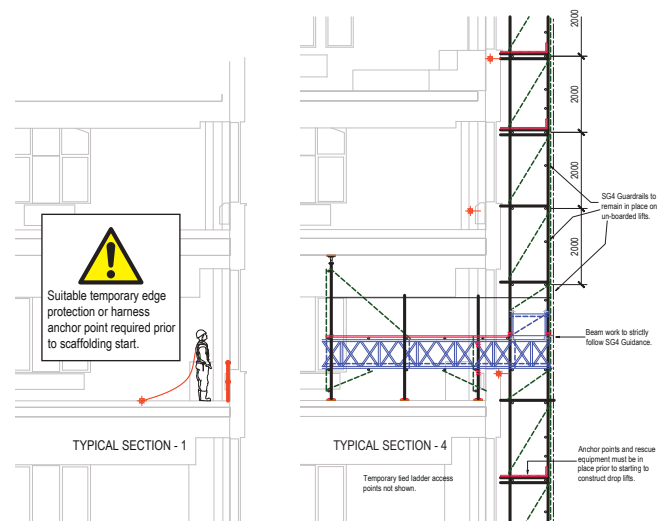 2000
2000
2000
2000
SG4 Guardrails to
remain in place on
un-boarded lifts.
Suitable temporary edge
protection or harness
anchor point required prior
to scaffolding start.
Beam work to strictly
follow SG4 Guidance.
TYPICAL SECTION - 1
TYPICAL SECTION - 4
Temporary tied ladder access
points not shown.
Anchor points and rescue
equipment must be in
place prior to starting to
construct drop lifts.